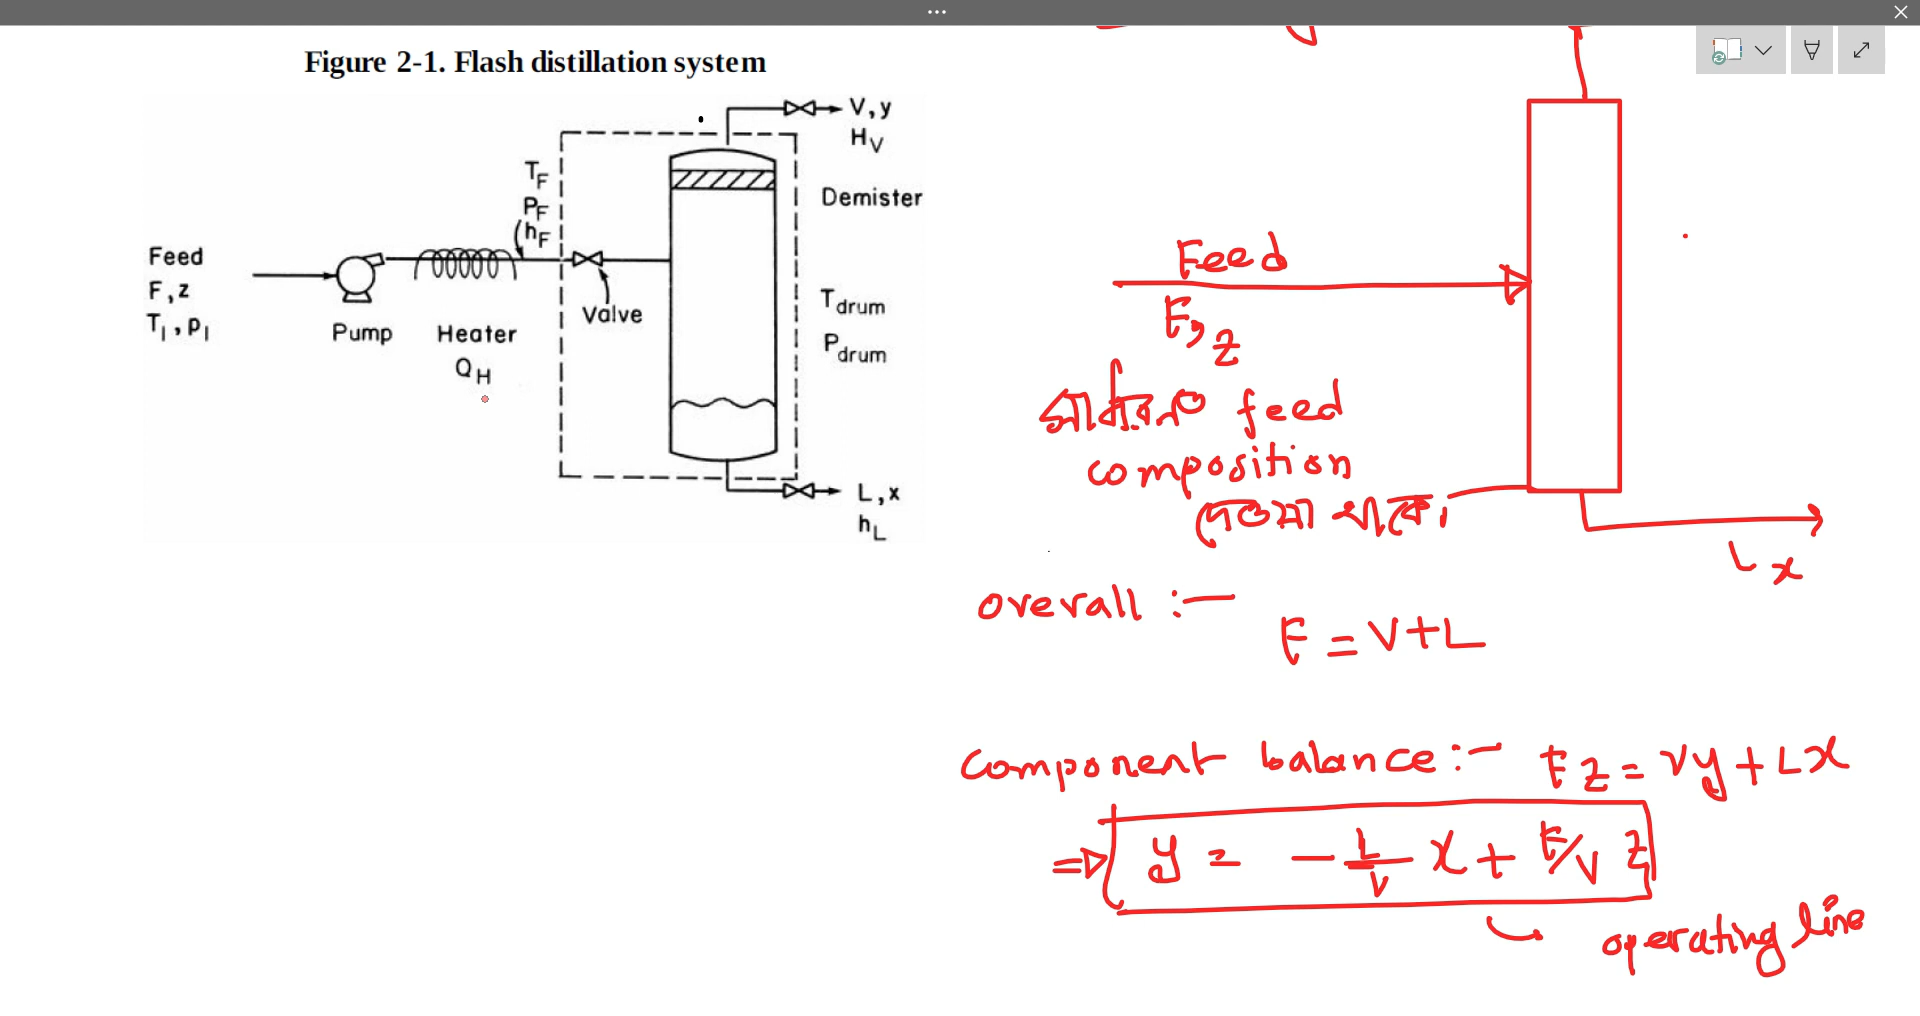 Figure 2-1. Flash distillation system
V, y
H_V
Demister
T_F
P_F
h_F
Feed
F, z
T_1, P_1
Pump
Heater
Q_H
Valve
T_drum
P_drum
L, x
h_L
Feed
F, z
সাধারনত feed
composition
দেওয়া থাকে।
L x
overall :-
F = V+L
component balance :- Fz = Vy + Lx
⇒ y = - L/V x + F/V z
operating line